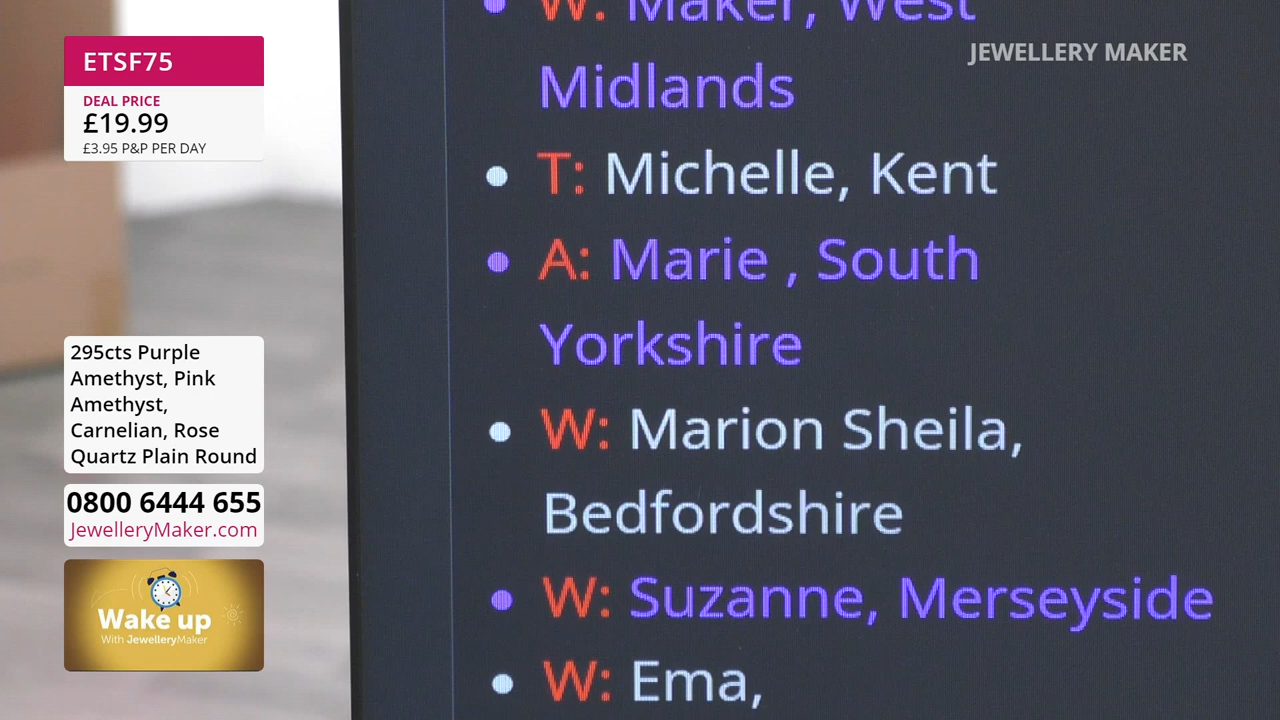 ETSF75
DEAL PRICE
£19.99
£3.95 P&P PER DAY
295cts Purple
Amethyst, Pink
Amethyst,
Carnelian, Rose
Quartz Plain Round
0800 6444 655
JewelleryMaker.com
Wake up
With JewelleryMaker
JEWELLERY MAKER
W: Maker, West
Midlands
T: Michelle, Kent
A: Marie , South
Yorkshire
W: Marion Sheila,
Bedfordshire
W: Suzanne, Merseyside
W: Ema,